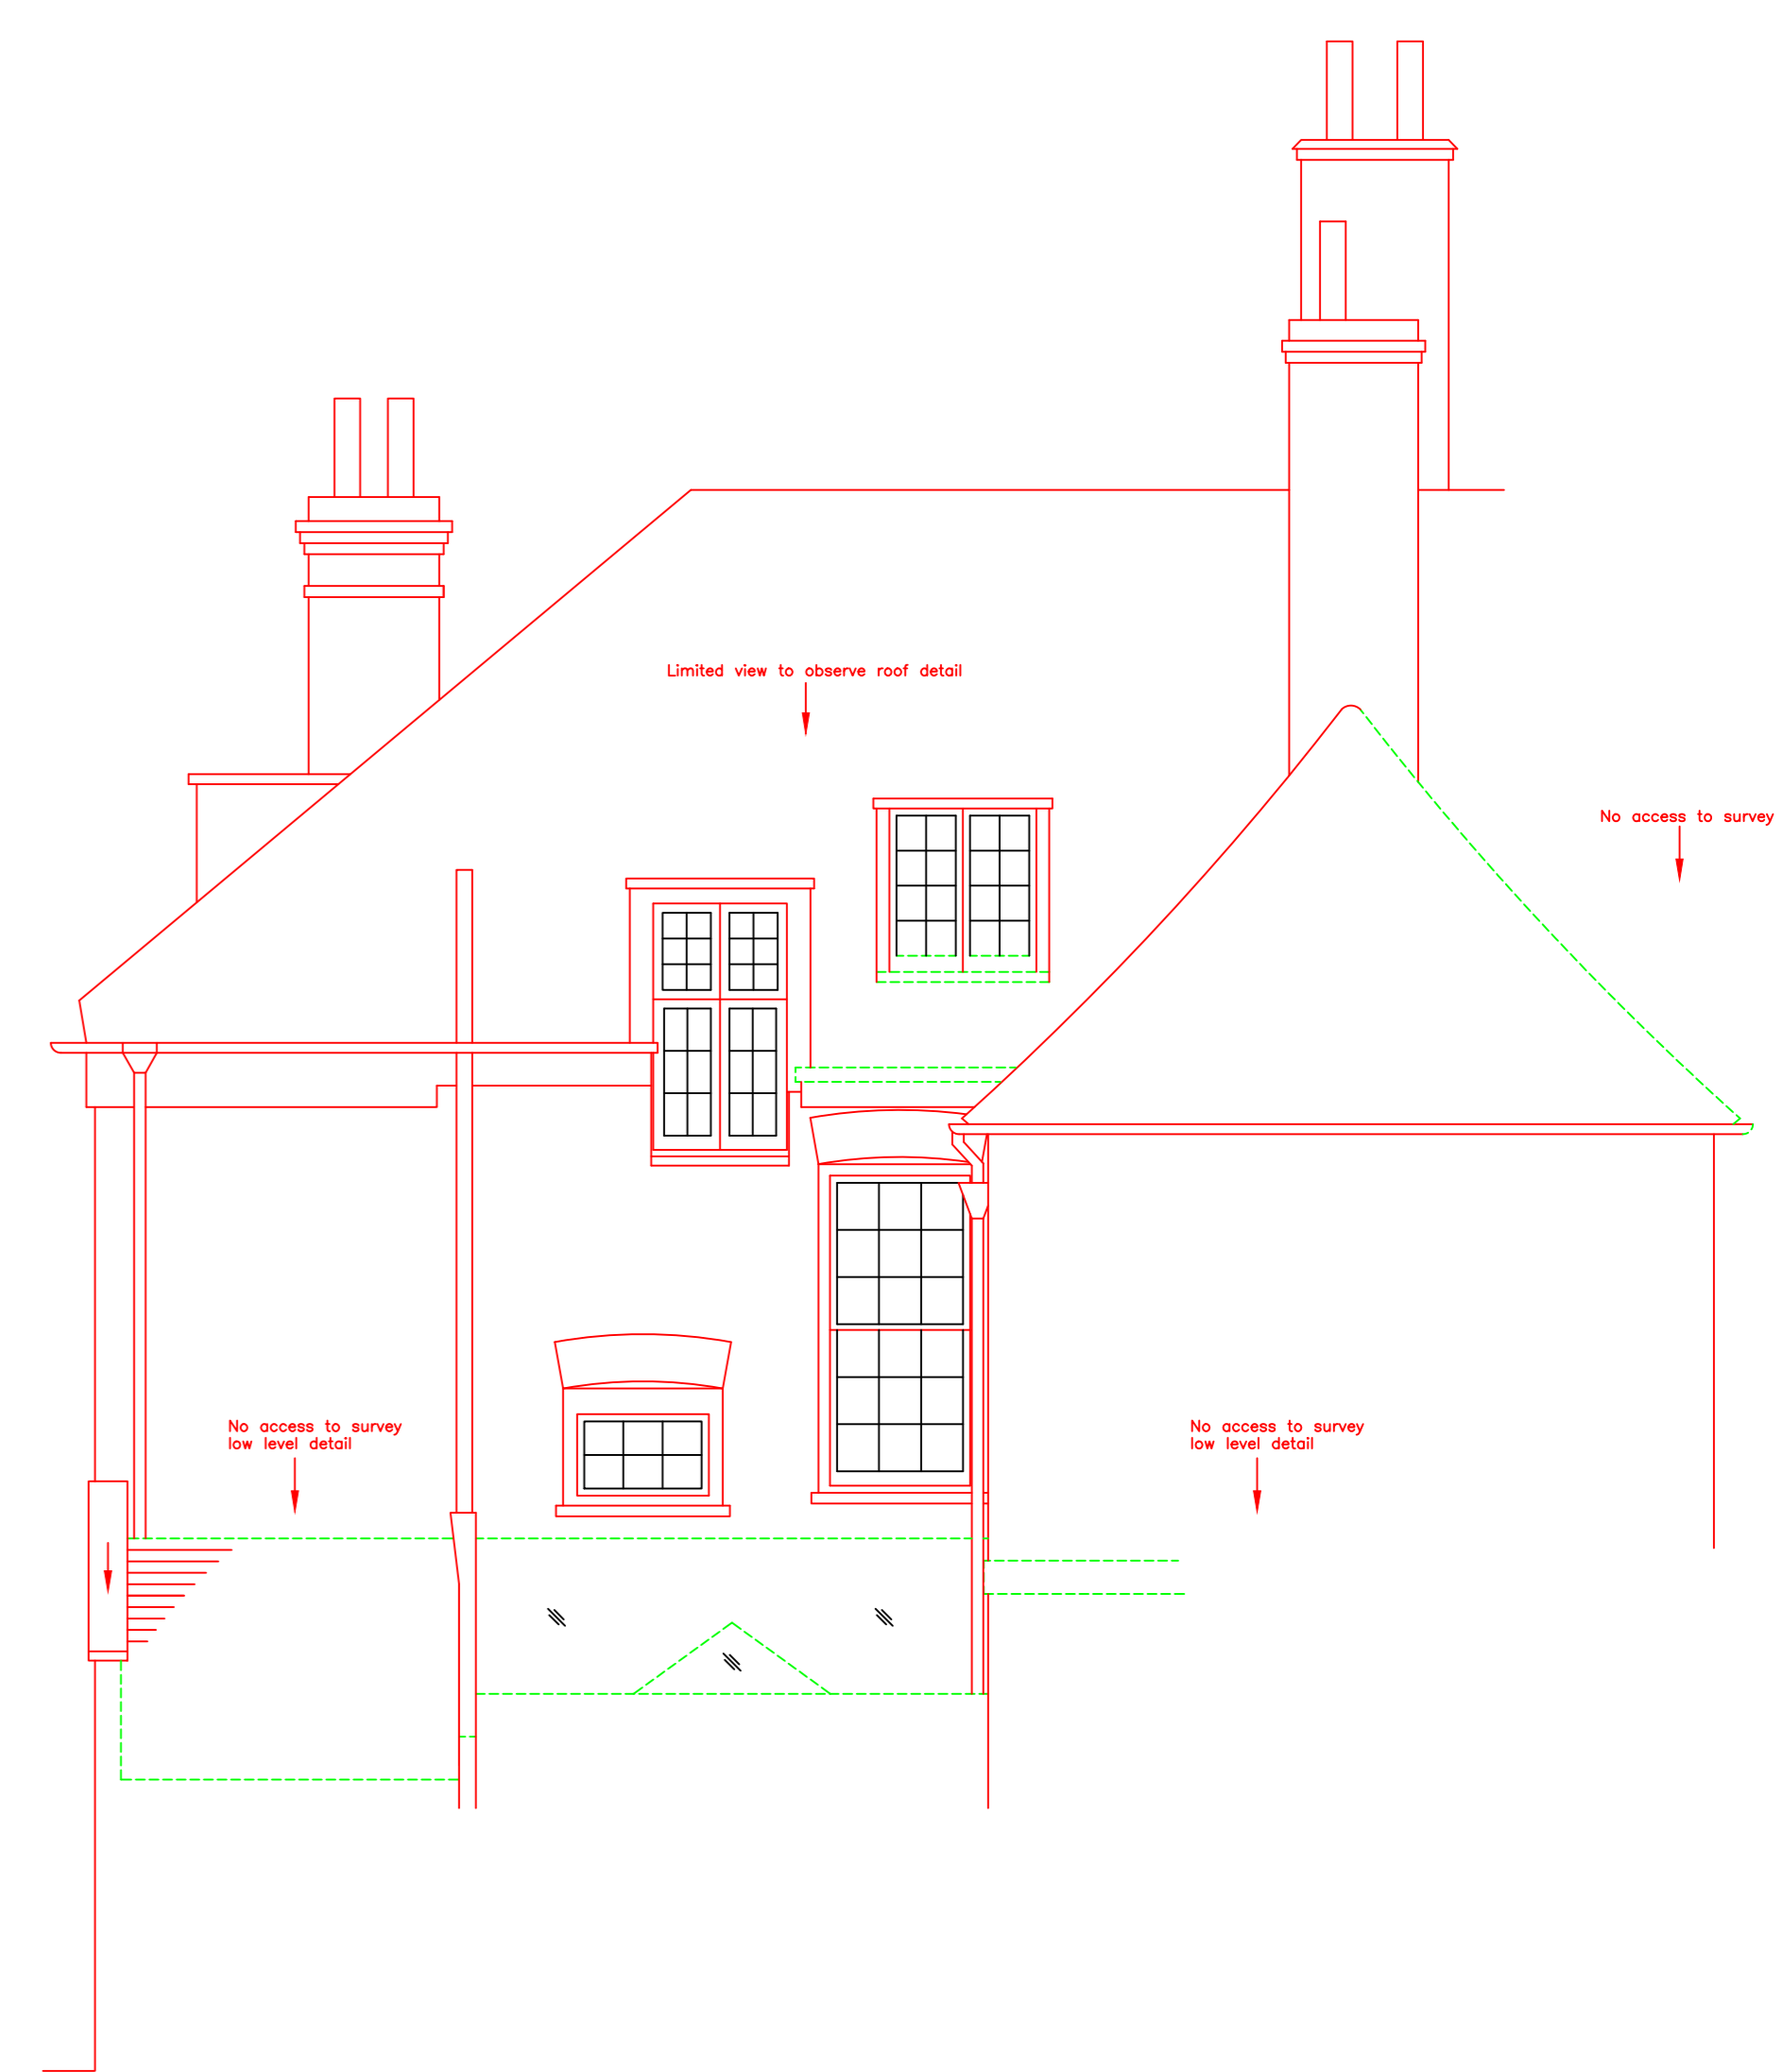 Limited view to observe roof detail
No access to survey
No access to survey
low level detail
No access to survey
low level detail